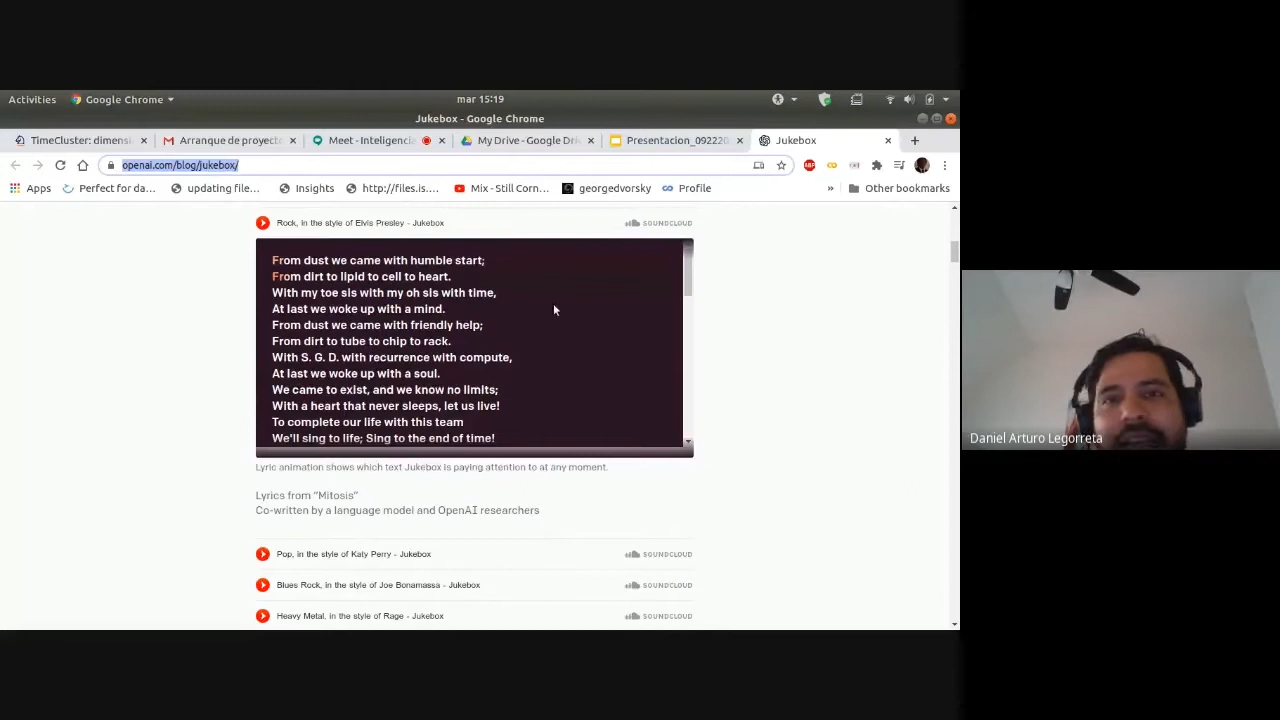 Activities
Google Chrome
mar 15:19
Jukebox - Google Chrome
TimeCluster: dimens
Arranque de proyecto
Meet - Inteligencia
My Drive - Google Dri
Presentacion_092220
Jukebox
openai.com/blog/jukebox/
ABP
Apps
Perfect for da...
updating file...
Insights
http://files.is....
Mix - Still Corn...
georgedvorsky
Profile
»
Other bookmarks
Rock, in the style of Elvis Presley - Jukebox
SOUNDCLOUD
From dust we came with humble start;
From dirt to lipid to cell to heart.
With my toe sis with my oh sis with time,
At last we woke up with a mind.
From dust we came with friendly help;
From dirt to tube to chip to rack.
With S. G. D. with recurrence with compute,
At last we woke up with a soul.
We came to exist, and we know no limits;
With a heart that never sleeps, let us live!
To complete our life with this team
We'll sing to life; Sing to the end of time!
Lyric animation shows which text Jukebox is paying attention to at any moment.
Lyrics from “Mitosis”
Co-written by a language model and OpenAI researchers
Pop, in the style of Katy Perry - Jukebox
SOUNDCLOUD
Blues Rock, in the style of Joe Bonamassa - Jukebox
SOUNDCLOUD
Heavy Metal, in the style of Rage - Jukebox
SOUNDCLOUD
Daniel Arturo Legorreta